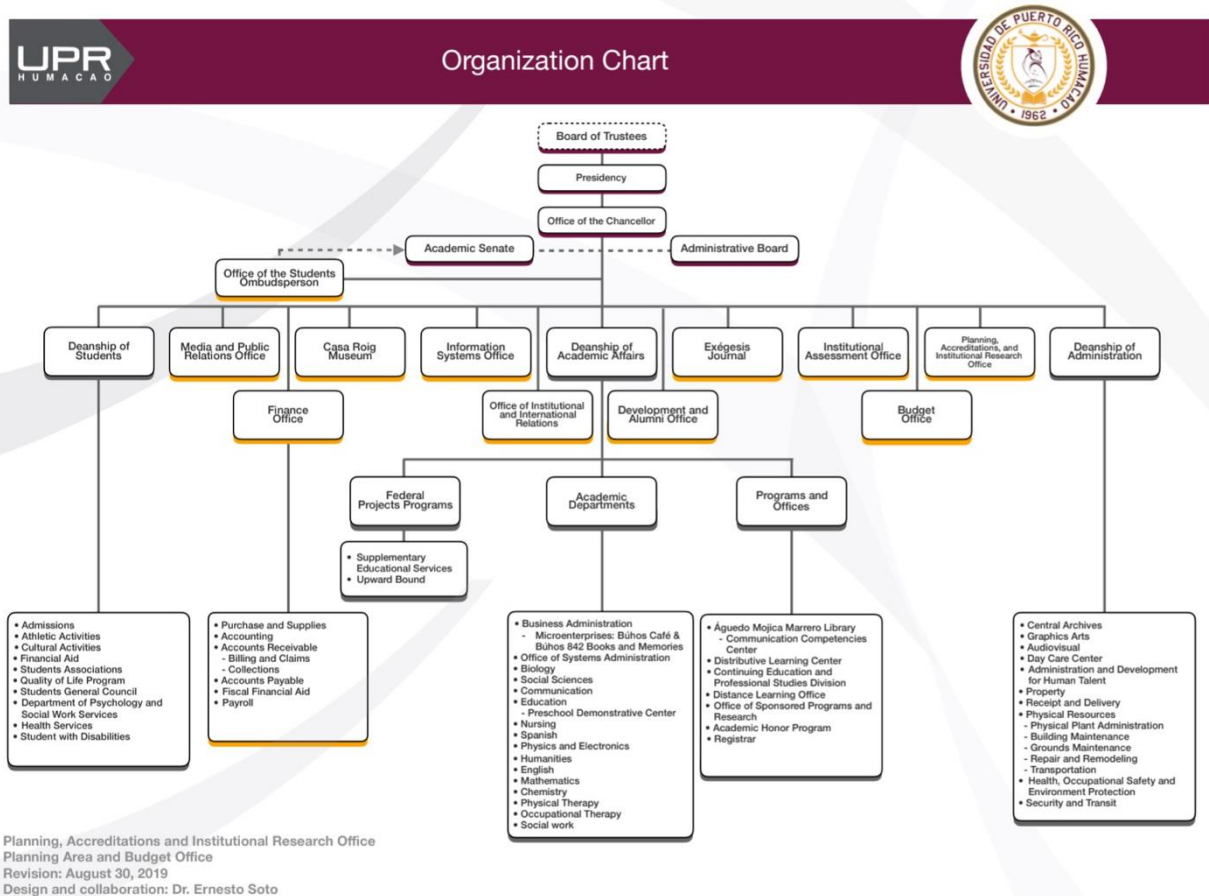 UPR
HUMACAO
Organization Chart
UNIVERSIDAD DE PUERTO RICO HUMACAO
• 1962 •
Board of Trustees
Presidency
Office of the Chancellor
Academic Senate
Administrative Board
Office of the Students
Ombudsperson
Deanship of
Students
Media and Public
Relations Office
Casa Roig
Museum
Information
Systems Office
Deanship of
Academic Affairs
Exégesis
Journal
Institutional
Assessment Office
Planning,
Accreditations, and
Institutional Research
Office
Deanship of
Administration
Finance
Office
Office of Institutional
and International
Relations
Development and
Alumni Office
Budget
Office
Federal
Projects Programs
Academic
Departments
Programs and
Offices
• Supplementary
Educational Services
• Upward Bound
• Admissions
• Athletic Activities
• Cultural Activities
• Financial Aid
• Students Associations
• Quality of Life Program
• Students General Council
• Department of Psychology and
Social Work Services
• Health Services
• Student with Disabilities
• Purchase and Supplies
• Accounting
• Accounts Receivable
- Billing and Claims
- Collections
• Accounts Payable
• Fiscal Financial Aid
• Payroll
• Business Administration
- Microenterprises: Búhos Café &
Búhos 842 Books and Memories
• Office of Systems Administration
• Biology
• Social Sciences
• Communication
• Education
- Preschool Demonstrative Center
• Nursing
• Spanish
• Physics and Electronics
• Humanities
• English
• Mathematics
• Chemistry
• Physical Therapy
• Occupational Therapy
• Social work
• Águedo Mojica Marrero Library
- Communication Competencies
Center
• Distributive Learning Center
• Continuing Education and
Professional Studies Division
• Distance Learning Office
• Office of Sponsored Programs and
Research
• Academic Honor Program
• Registrar
• Central Archives
• Graphics Arts
• Audiovisual
• Day Care Center
• Administration and Development
for Human Talent
• Property
• Receipt and Delivery
• Physical Resources
- Physical Plant Administration
- Building Maintenance
- Grounds Maintenance
- Repair and Remodeling
- Transportation
• Health, Occupational Safety and
Environment Protection
• Security and Transit
Planning, Accreditations and Institutional Research Office
Planning Area and Budget Office
Revision: August 30, 2019
Design and collaboration: Dr. Ernesto Soto